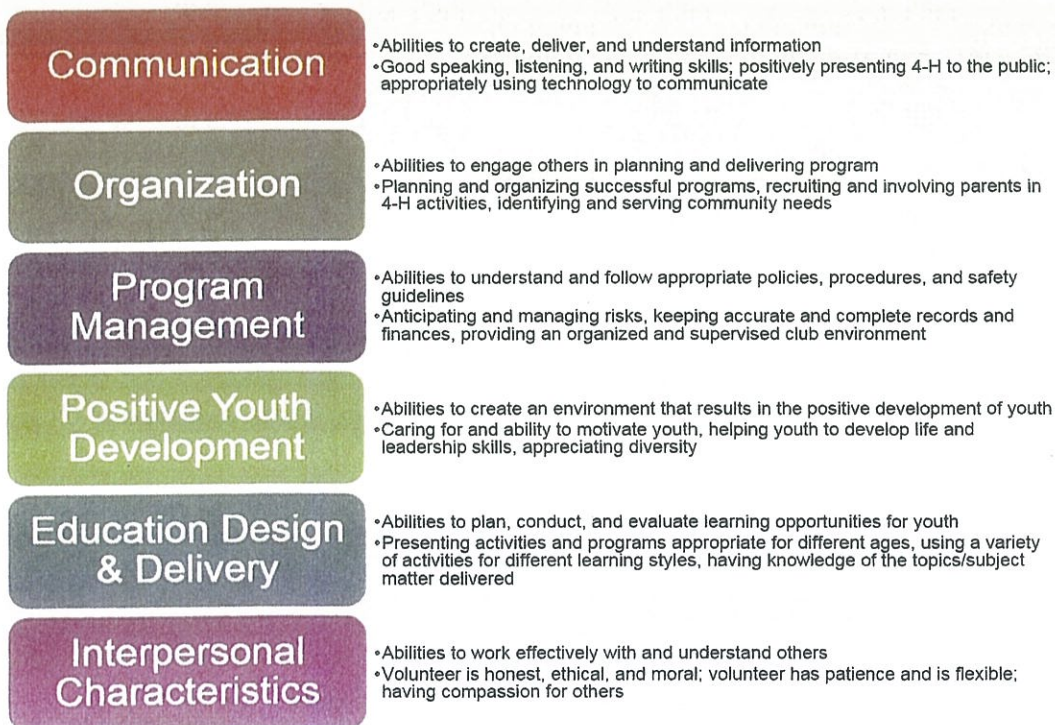 Communication
•Abilities to create, deliver, and understand information
•Good speaking, listening, and writing skills; positively presenting 4-H to the public;
appropriately using technology to communicate
Organization
•Abilities to engage others in planning and delivering program
•Planning and organizing successful programs, recruiting and involving parents in
4-H activities, identifying and serving community needs
Program
Management
•Abilities to understand and follow appropriate policies, procedures, and safety
guidelines
•Anticipating and managing risks, keeping accurate and complete records and
finances, providing an organized and supervised club environment
Positive Youth
Development
•Abilities to create an environment that results in the positive development of youth
•Caring for and ability to motivate youth, helping youth to develop life and
leadership skills, appreciating diversity
Education Design
& Delivery
•Abilities to plan, conduct, and evaluate learning opportunities for youth
•Presenting activities and programs appropriate for different ages, using a variety
of activities for different learning styles, having knowledge of the topics/subject
matter delivered
Interpersonal
Characteristics
•Abilities to work effectively with and understand others
•Volunteer is honest, ethical, and moral; volunteer has patience and is flexible;
having compassion for others